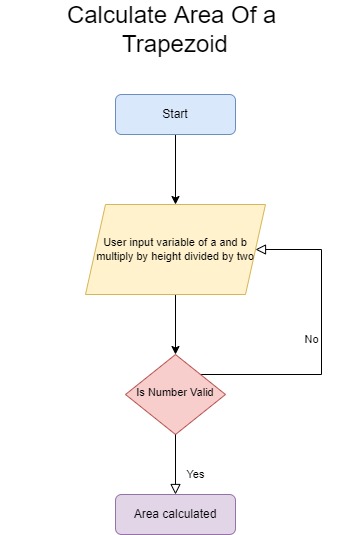 Calculate Area Of a
Trapezoid
Start
User input variable of a and b
multiply by height divided by two
No
Is Number Valid
Yes
Area calculated